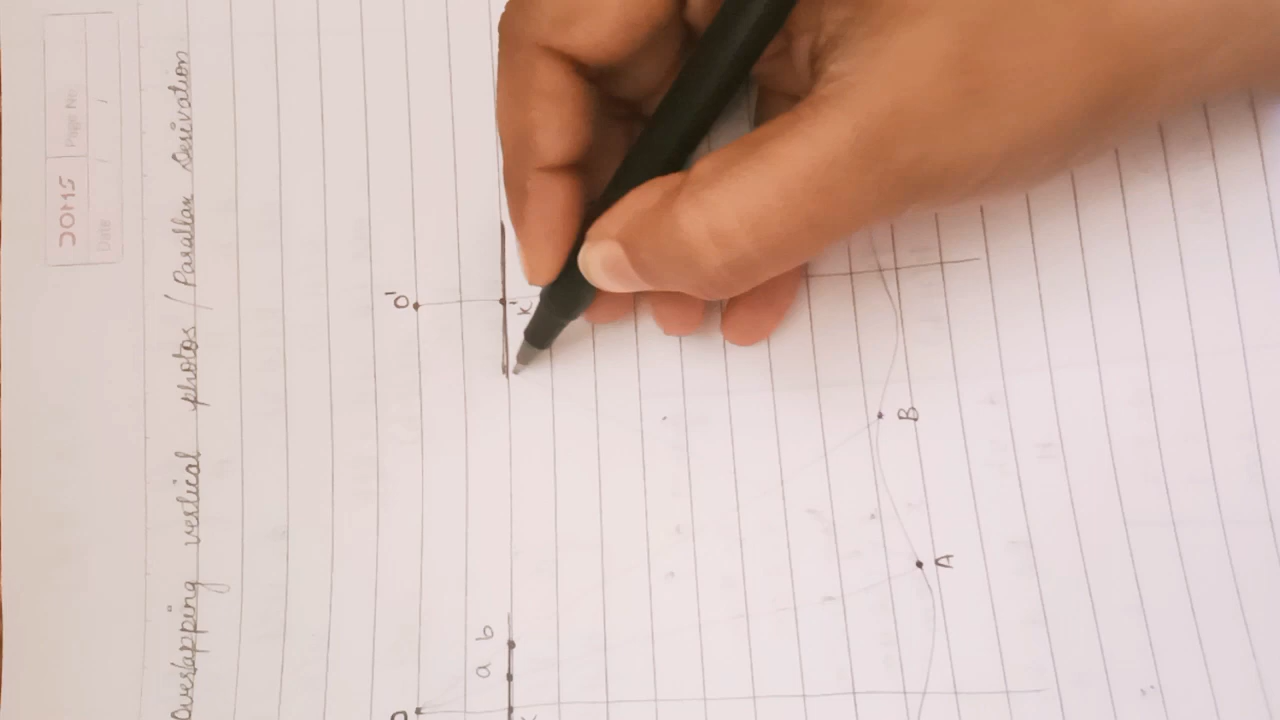 DOMS
Page No.
Date / /
Overlapping vertical photos / Parallax Derivation
O'
K'
B
A
a b